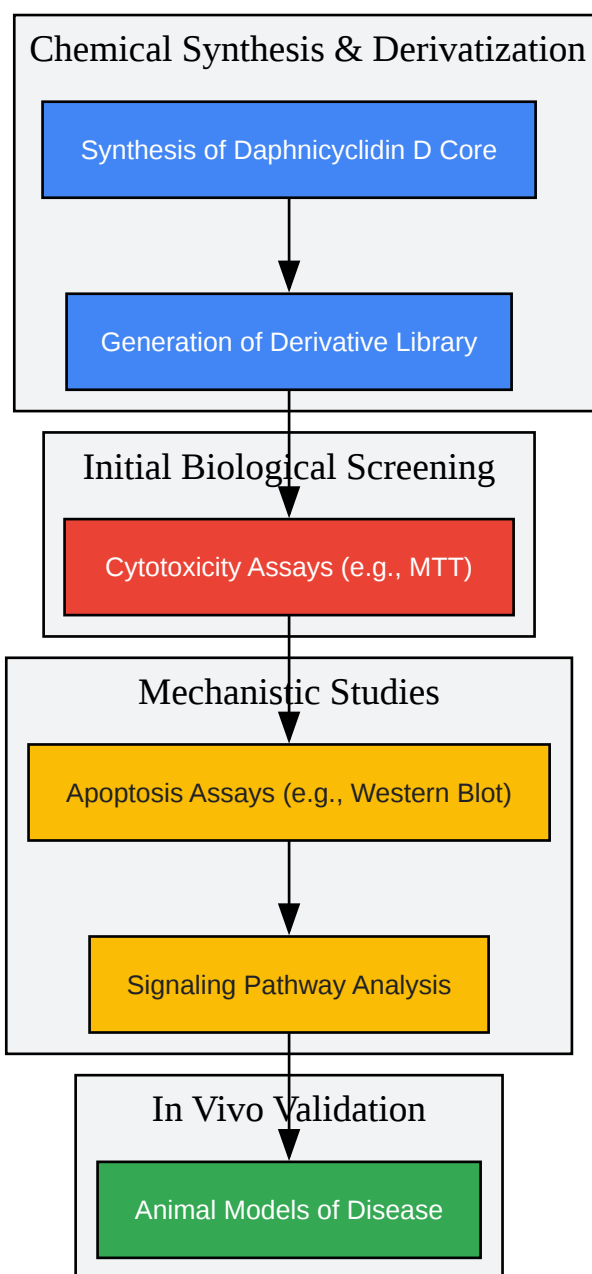 Chemical Synthesis & Derivatization
Synthesis of Daphnicyclidin D Core
Generation of Derivative Library
Initial Biological Screening
Cytotoxicity Assays (e.g., MTT)
Mechanistic Studies
Apoptosis Assays (e.g., Western Blot)
Signaling Pathway Analysis
In Vivo Validation
Animal Models of Disease